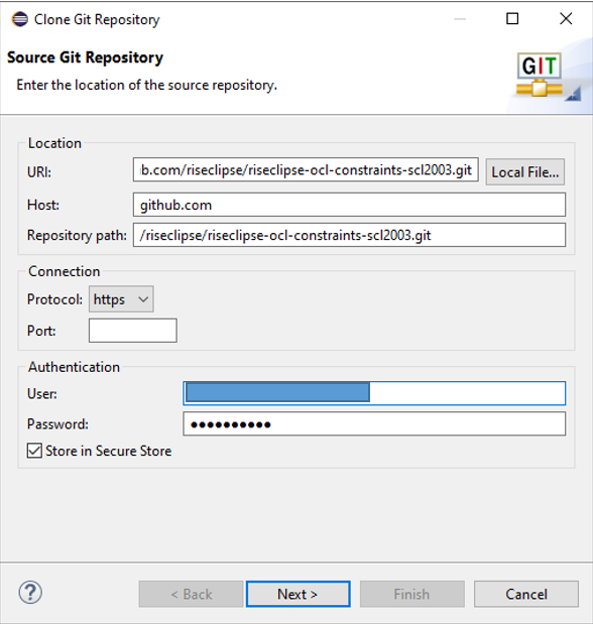 Clone Git Repository
Source Git Repository
Enter the location of the source repository.
GIT
Location
URI: b.com/riseclipse/riseclipse-ocl-constraints-scl2003.git Local File...
Host: github.com
Repository path: /riseclipse/riseclipse-ocl-constraints-scl2003.git
Connection
Protocol: https
Port:
Authentication
User:
Password: ●●●●●●●●●●
Store in Secure Store
? < Back Next > Finish Cancel